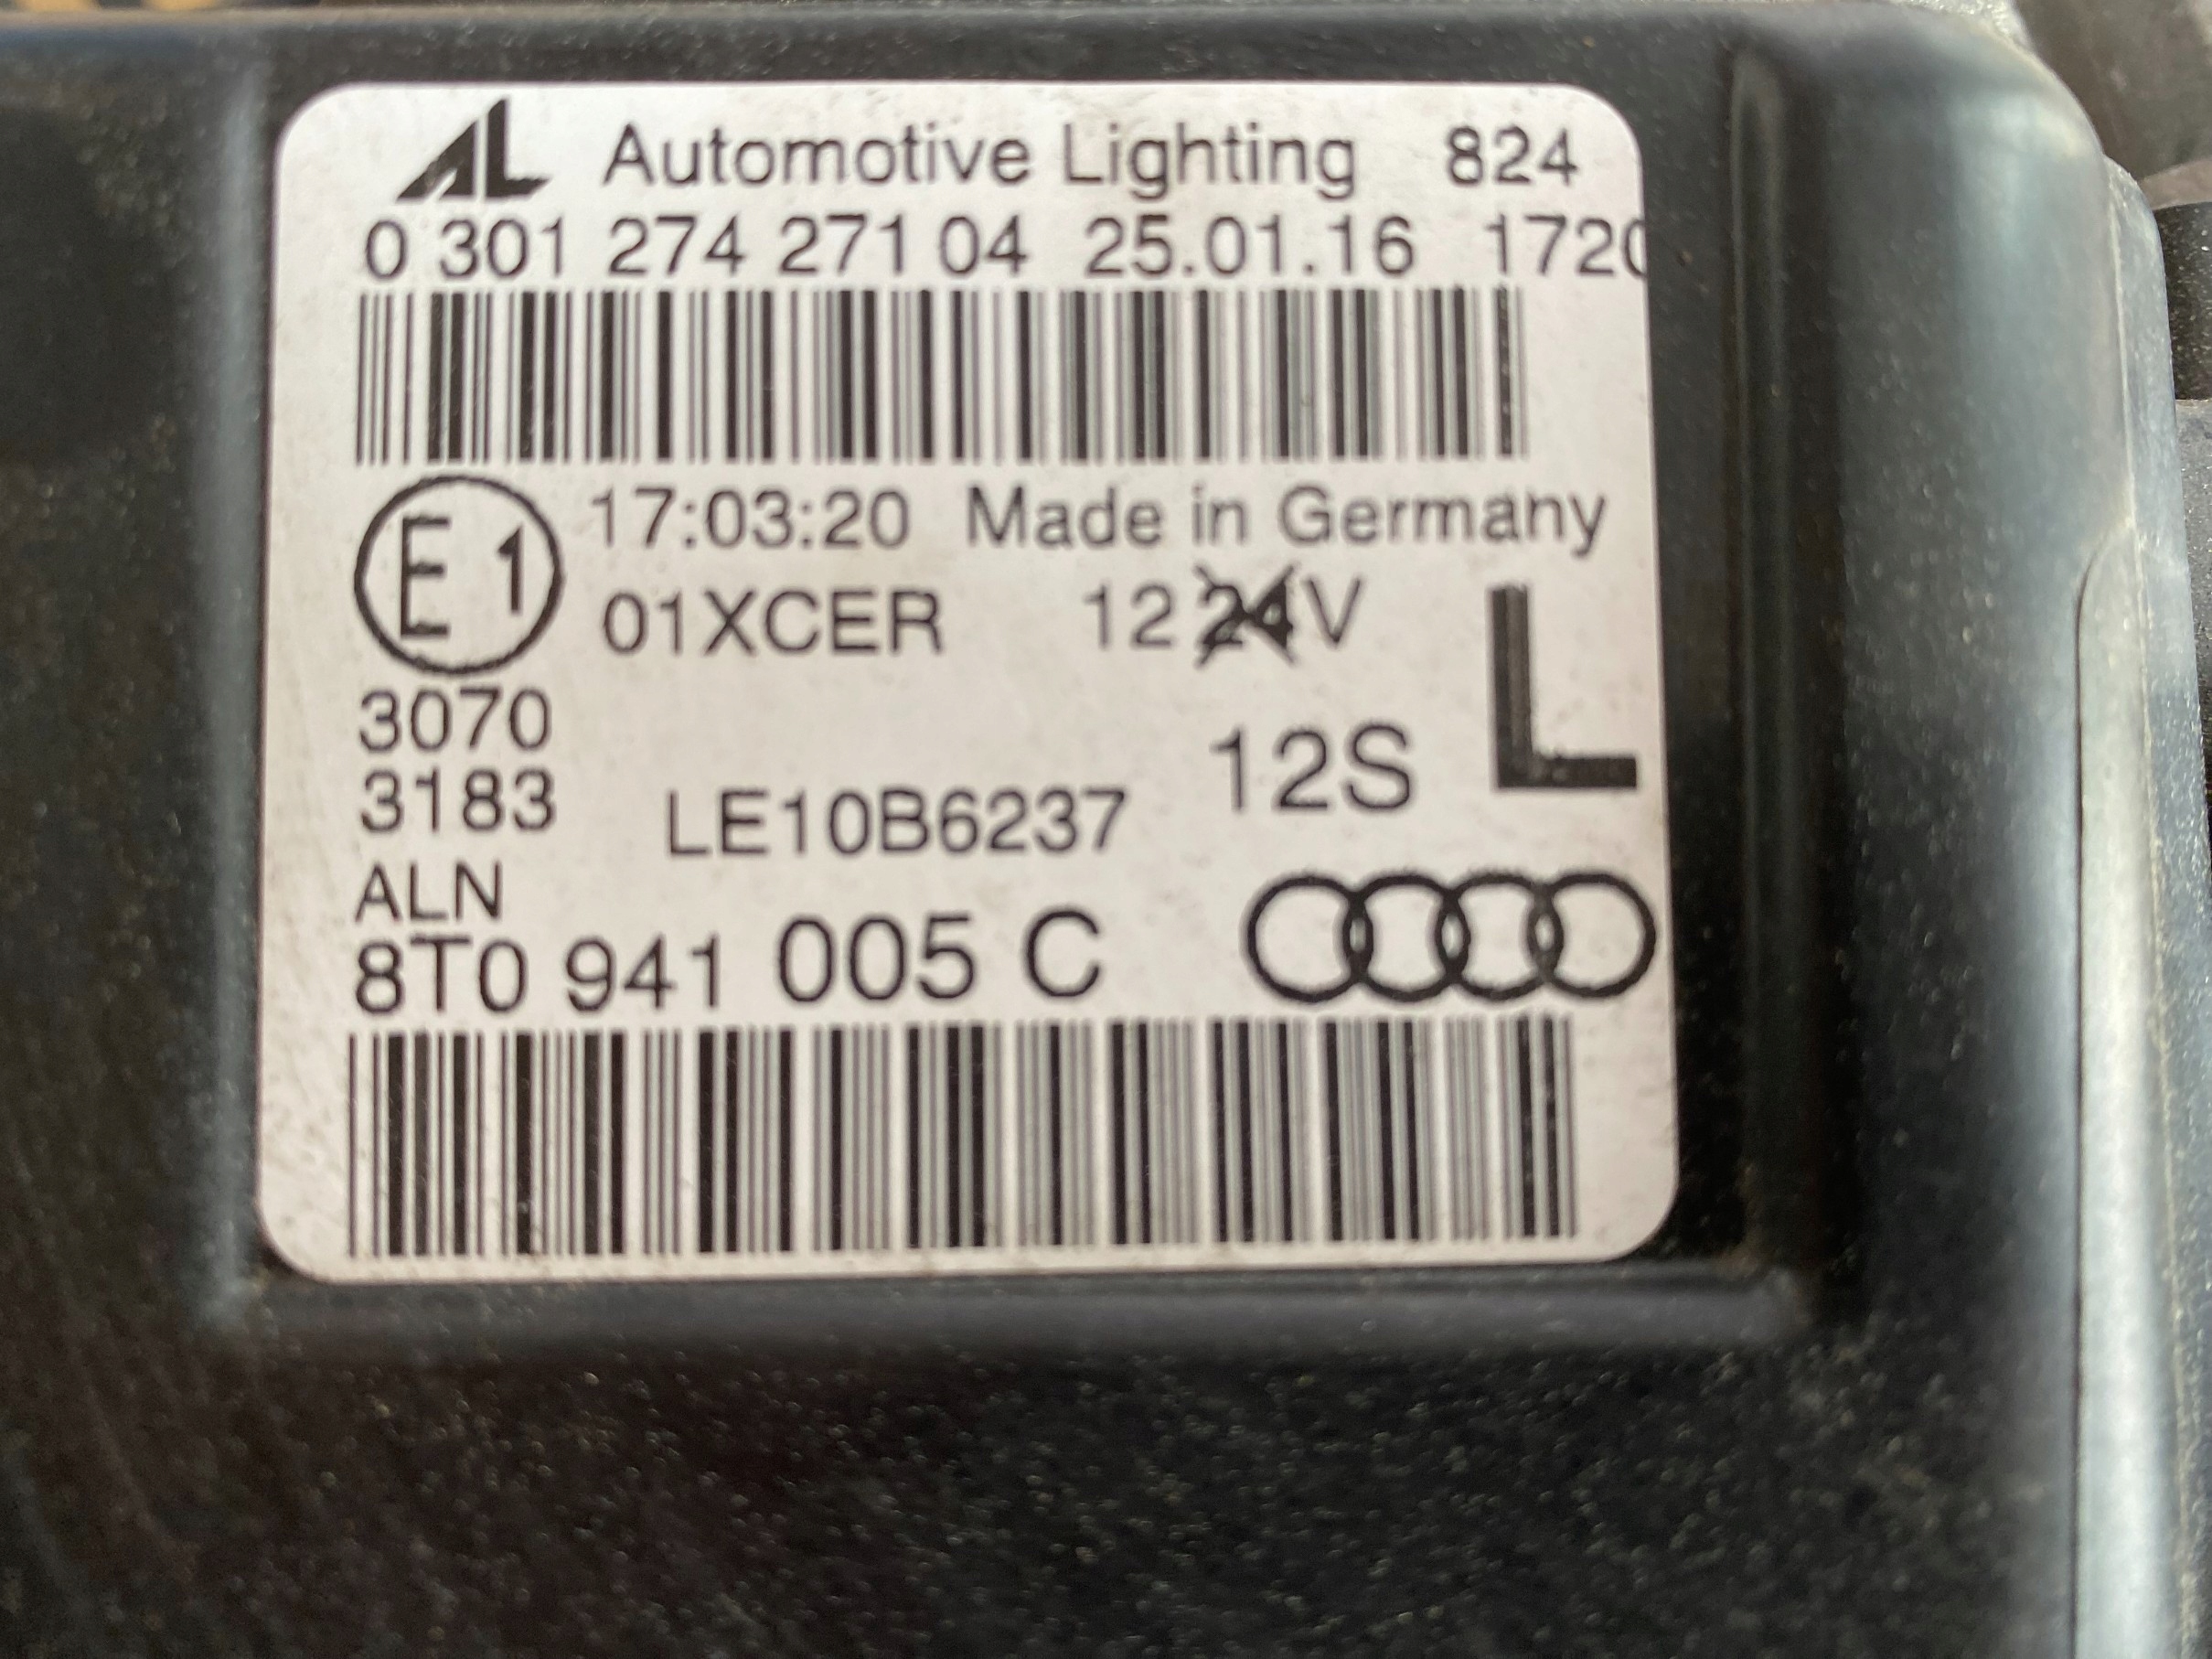 AL Automotive Lighting 824
0 301 274 271 04 25.01.16 1720
E1 17:03:20 Made in Germany
01XCER 12 24 V L
3070
3183 LE10B6237 12S
ALN
8T0 941 005 C